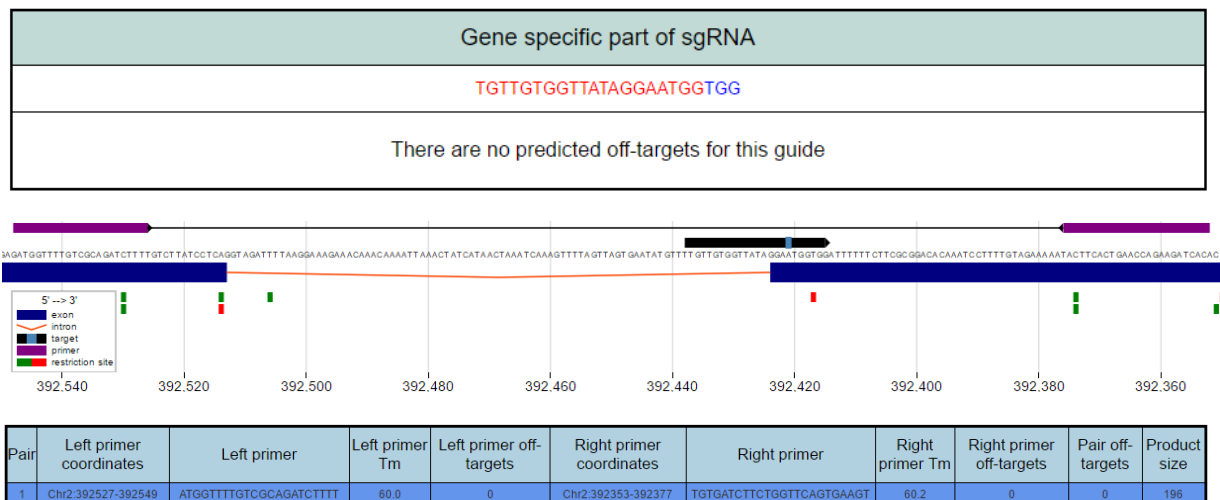 Gene specific part of sgRNA
TGTTGTGGTTATAGGAATGGTGG
There are no predicted off-targets for this guide
AGATGGTTTTGTCGCAGATCTTTTGTCTTATCCTCAGGTAGATTTTAAGGAAAGAAACAAACAAAATTAAACTATCATAACTAAATCAAAGTTTTAGTTAGTGAATATGTTTTGTTGTGGTTATAGGAATGGTGGATTTTTTCTTCGCGGACACAAATCCTTTTGTAGAAAAATACTTCACTGAACCAGAAGATCACAC
5' --> 3'
exon
intron
target
primer
restriction site
392.540 392.520 392.500 392.480 392.460 392.440 392.420 392.400 392.380 392.360
Pair Left primer coordinates Left primer Left primer Tm Left primer off-targets Right primer coordinates Right primer Right primer Tm Right primer off-targets Pair off-targets Product size
1 Chr2:392527-392549 ATGGTTTTGTCGCAGATCTTTT 60.0 0 Chr2:392353-392377 TGTGATCTTCTGGTTCAGTGAAGT 60.2 0 0 196